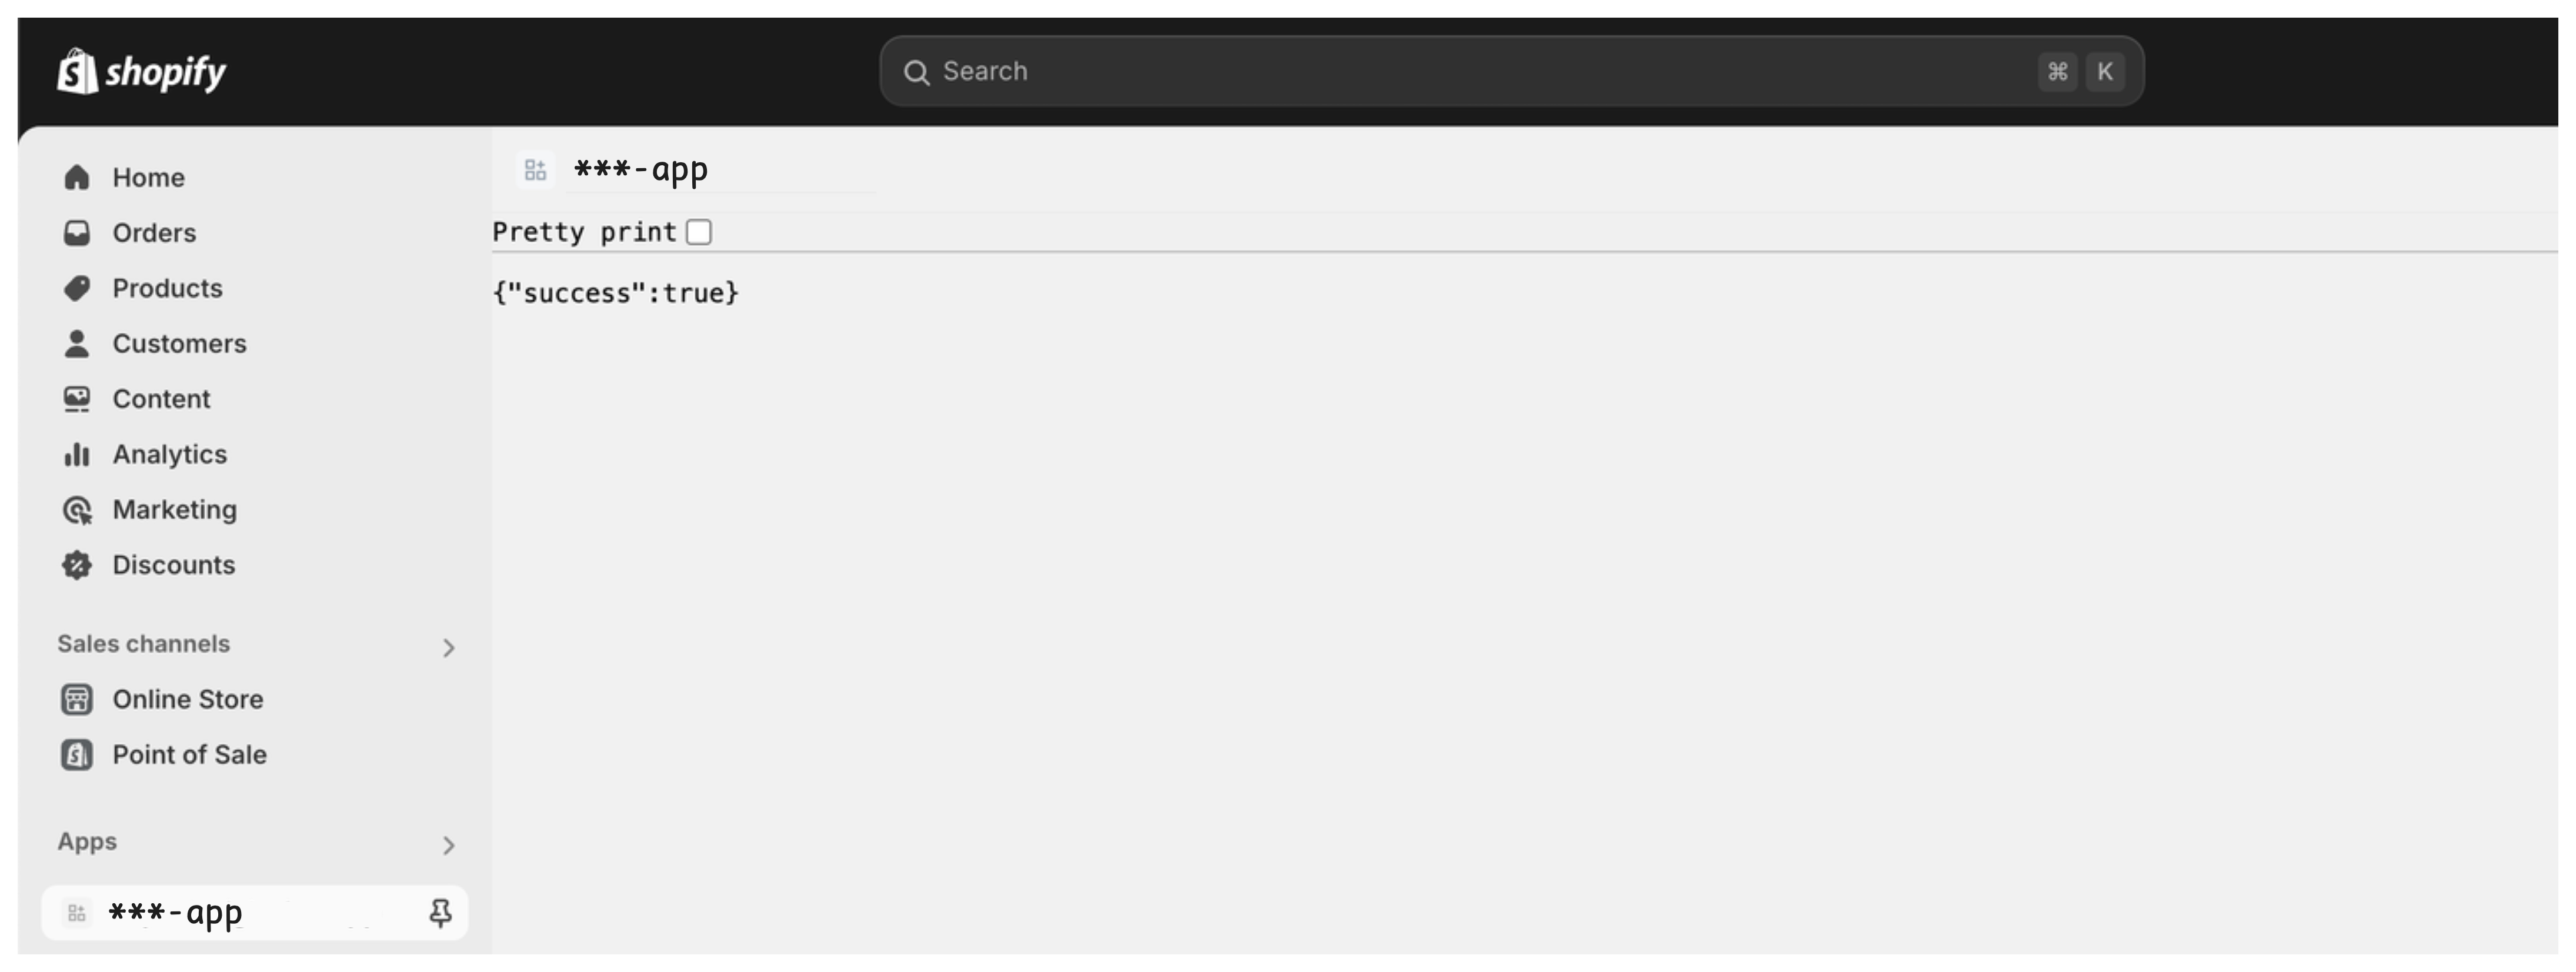 shopify
Search
⌘ K
Home
Orders
Products
Customers
Content
Analytics
Marketing
Discounts
Sales channels
Online Store
Point of Sale
Apps
***-app
***-app
Pretty print
{"success":true}